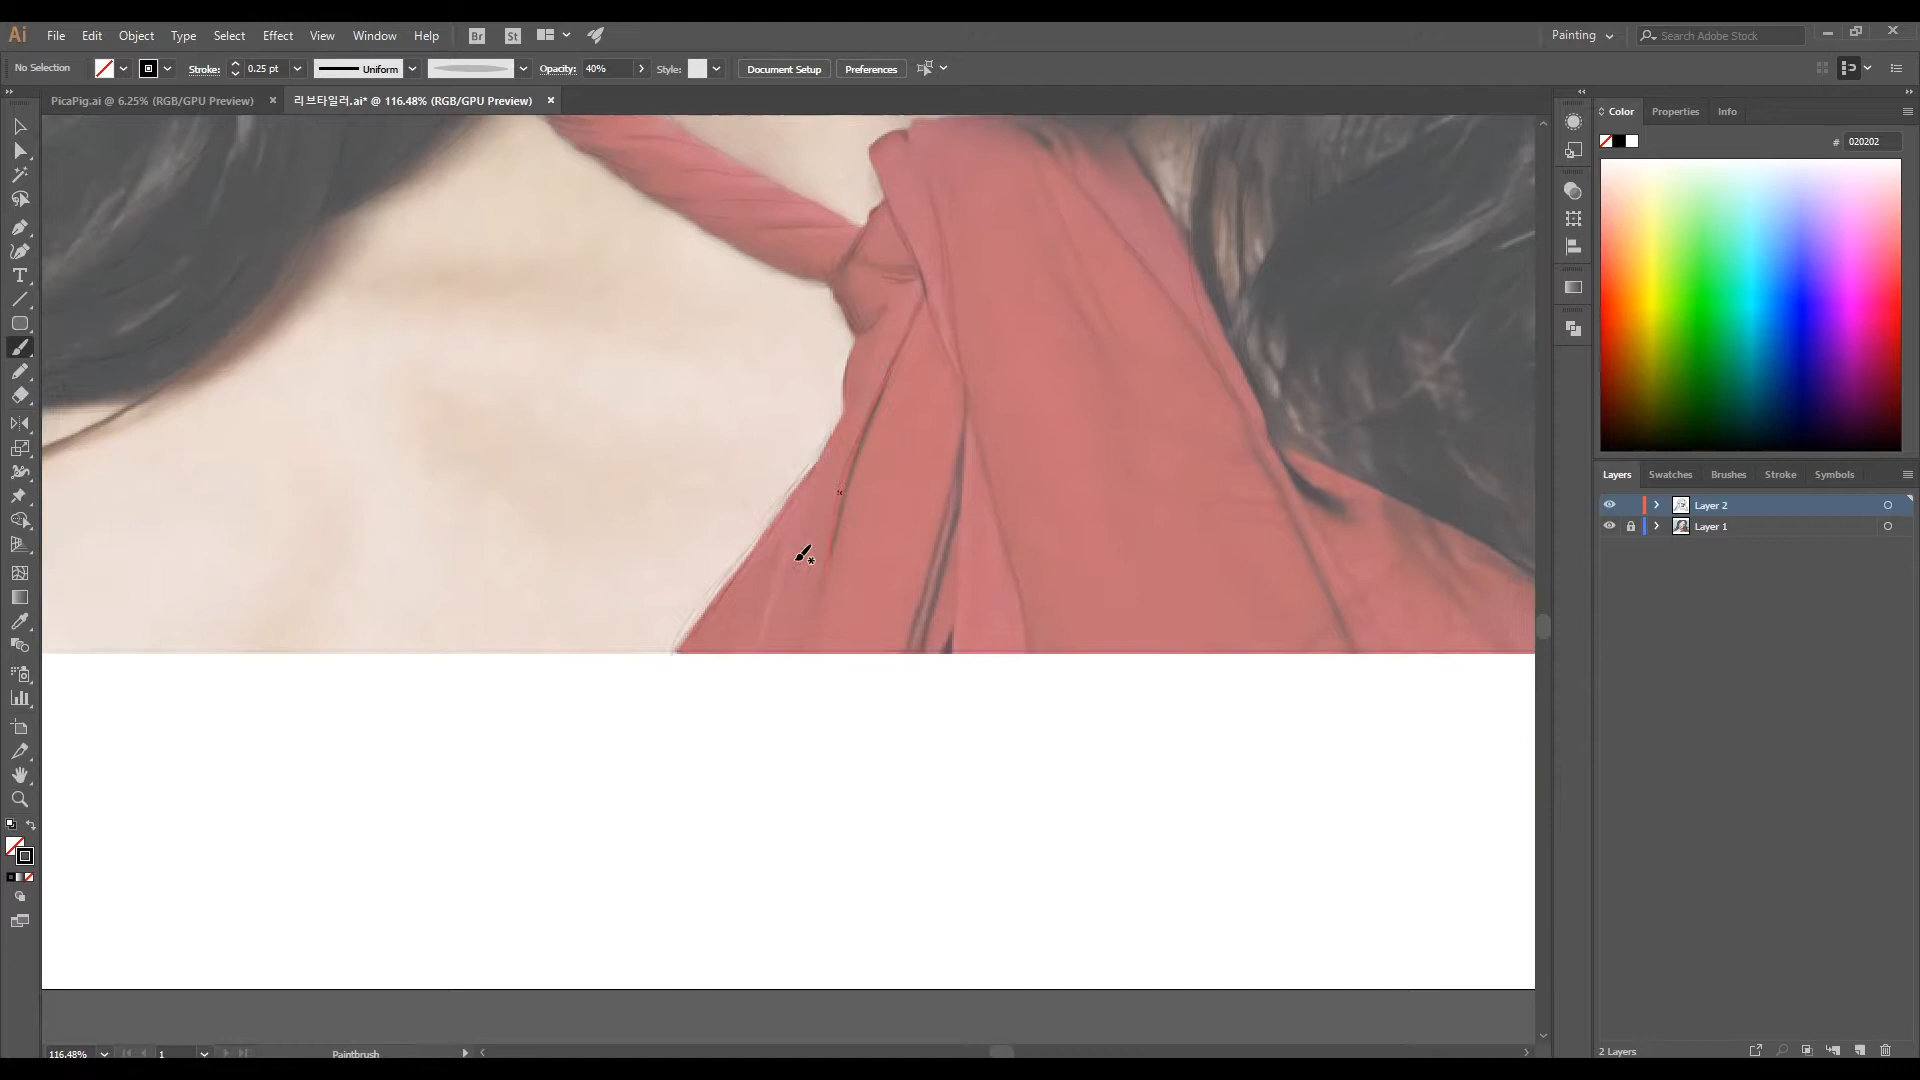 Ai File Edit Object Type Select Effect View Window Help Br St Painting Search Adobe Stock
No Selection Stroke: 0.25 pt Uniform Opacity: 40% Style: Document Setup Preferences
PicaPig.ai @ 6.25% (RGB/GPU Preview) × 리브타일러.ai* @ 116.48% (RGB/GPU Preview) ×
Color Properties Info
# 020202
Layers Swatches Brushes Stroke Symbols
Layer 2
Layer 1
116.48% 1 Paintbrush 2 Layers